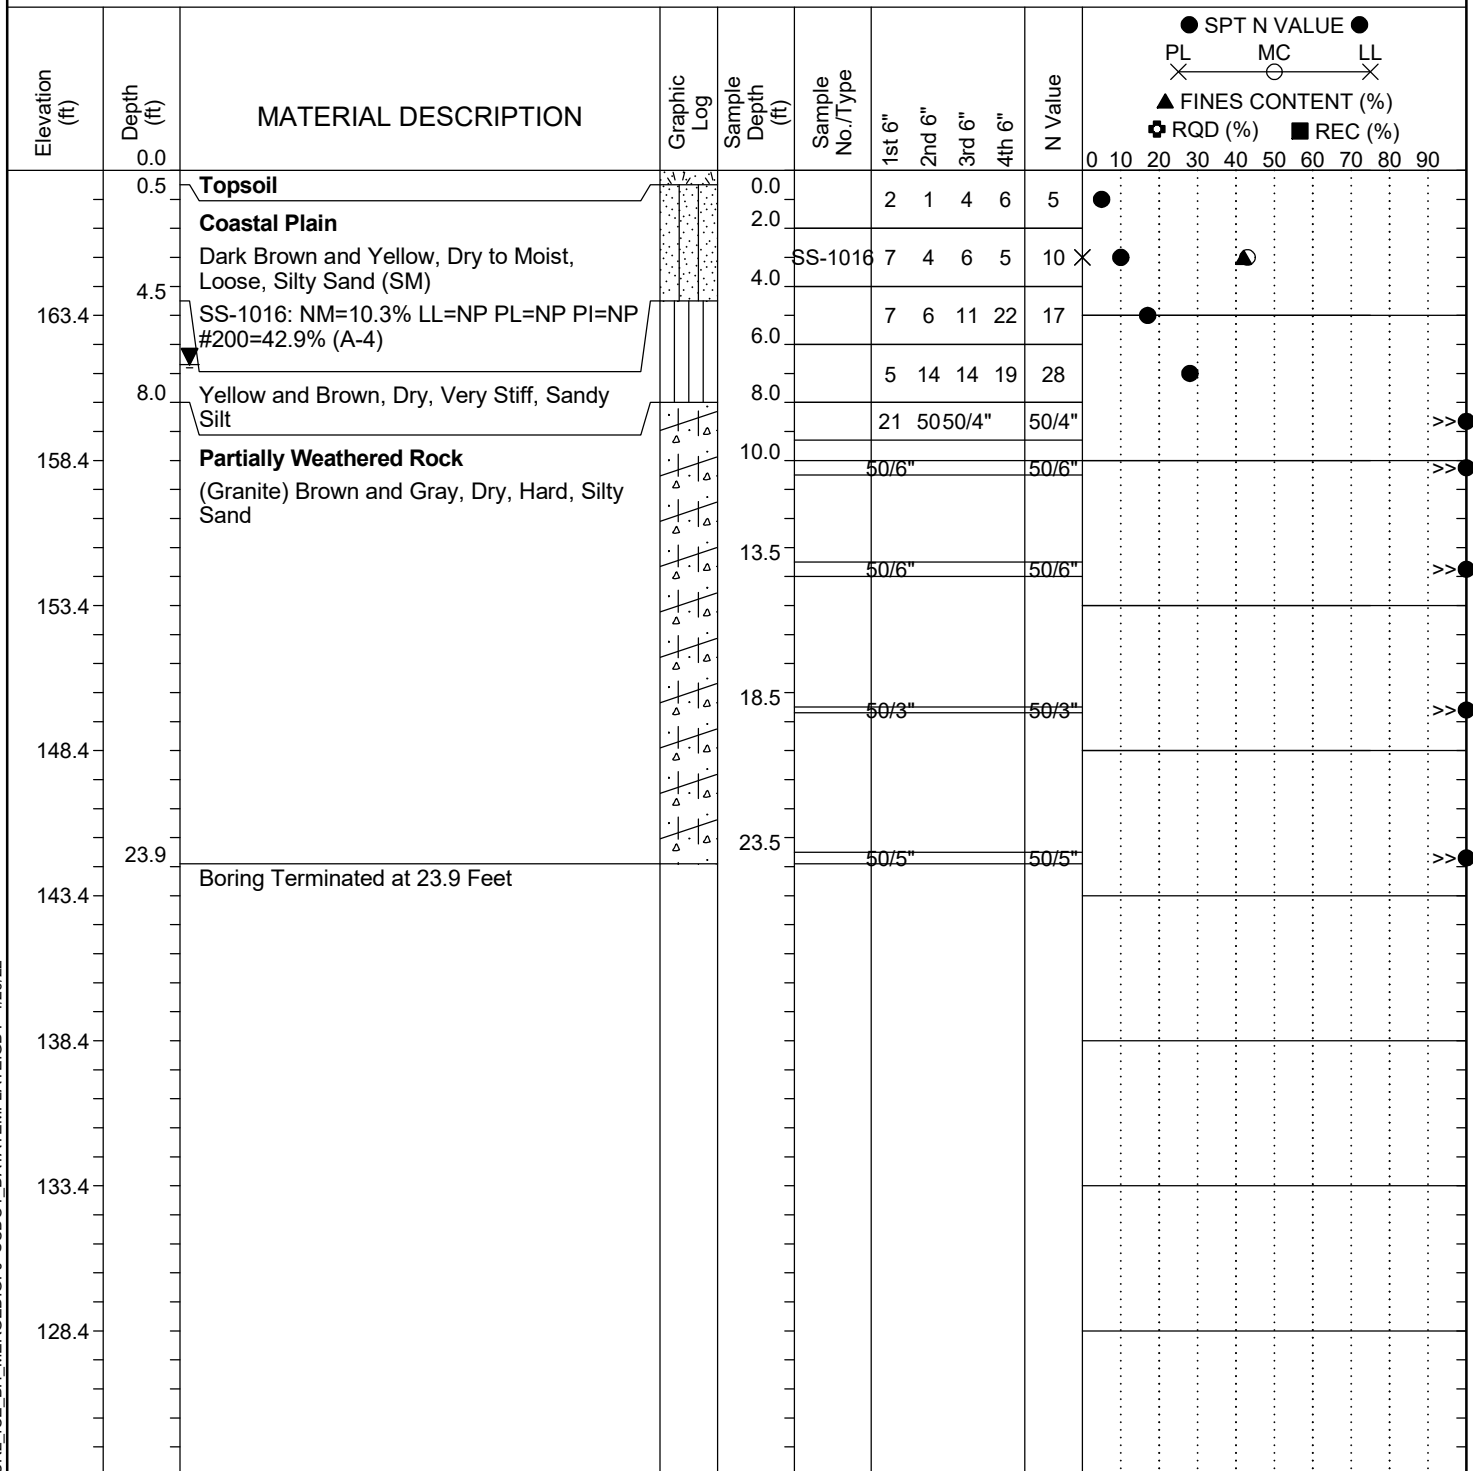 ● SPT N VALUE ●
PL MC LL
▲ FINES CONTENT (%)
RQD (%) ■ REC (%)
0 10 20 30 40 50 60 70 80 90
Elevation (ft)
Depth (ft)
0.0
MATERIAL DESCRIPTION
Graphic Log
Sample Depth (ft)
Sample No./Type
1st 6"
2nd 6"
3rd 6"
4th 6"
N Value
0.5 Topsoil 0.0
2 1 4 6 5
Coastal Plain 2.0
Dark Brown and Yellow, Dry to Moist, SS-1016 7 4 6 5 10
Loose, Silty Sand (SM) 4.0
4.5
163.4 SS-1016: NM=10.3% LL=NP PL=NP PI=NP 7 6 11 22 17
#200=42.9% (A-4) 6.0
5 14 14 19 28
8.0 Yellow and Brown, Dry, Very Stiff, Sandy 8.0
Silt 21 50 50/4" 50/4" >>
158.4 Partially Weathered Rock 10.0
50/6" 50/6" >>
(Granite) Brown and Gray, Dry, Hard, Silty
Sand
13.5
50/6" 50/6" >>
153.4
18.5
50/3" 50/3" >>
148.4
23.5
23.9 50/5" 50/5" >>
Boring Terminated at 23.9 Feet
143.4
138.4
133.4
128.4